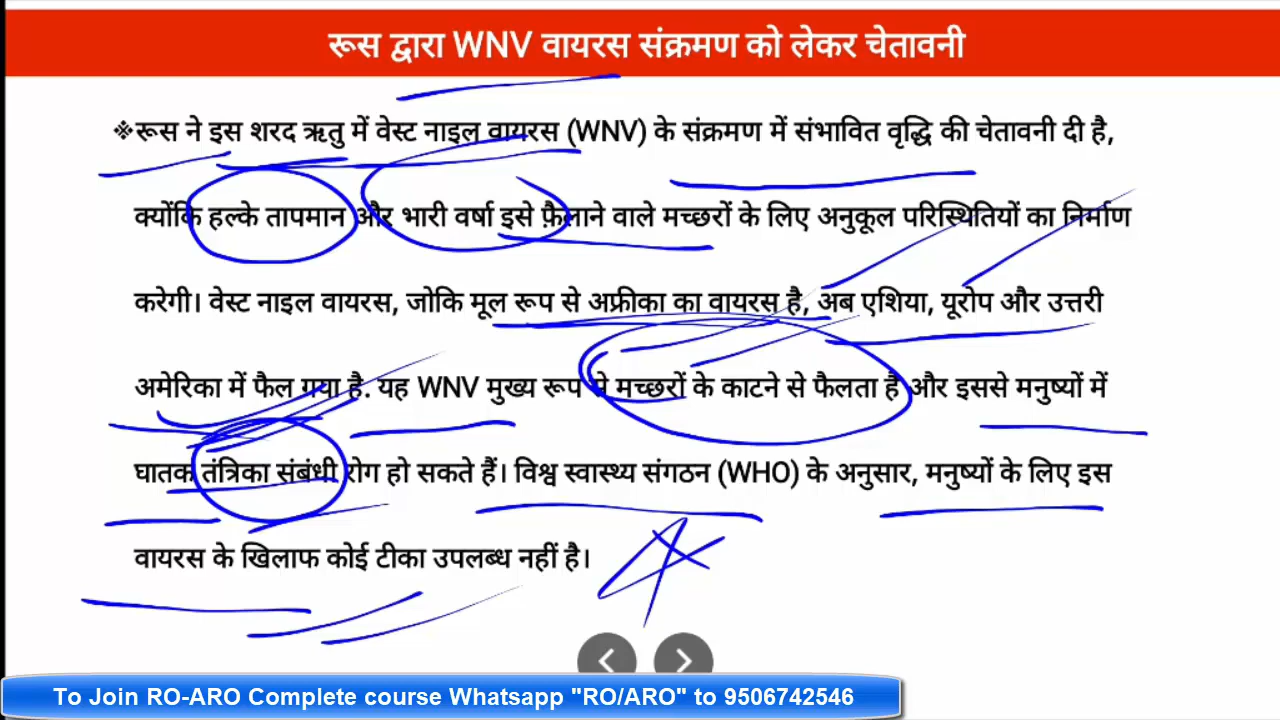 रूस द्वारा WNV वायरस संक्रमण को लेकर चेतावनी
❖रूस ने इस शरद ऋतु में वेस्ट नाइल वायरस (WNV) के संक्रमण में संभावित वृद्धि की चेतावनी दी है,
क्योंकि हल्के तापमान और भारी वर्षा इसे फ़ैलाने वाले मच्छरों के लिए अनुकूल परिस्थितियों का निर्माण
करेगी। वेस्ट नाइल वायरस, जोकि मूल रूप से अफ्रीका का वायरस है, अब एशिया, यूरोप और उत्तरी
अमेरिका में फैल गया है. यह WNV मुख्य रूप से मच्छरों के काटने से फैलता है और इससे मनुष्यों में
घातक तंत्रिका संबंधी रोग हो सकते हैं। विश्व स्वास्थ्य संगठन (WHO) के अनुसार, मनुष्यों के लिए इस
वायरस के खिलाफ कोई टीका उपलब्ध नहीं है।
To Join RO-ARO Complete course Whatsapp "RO/ARO" to 9506742546